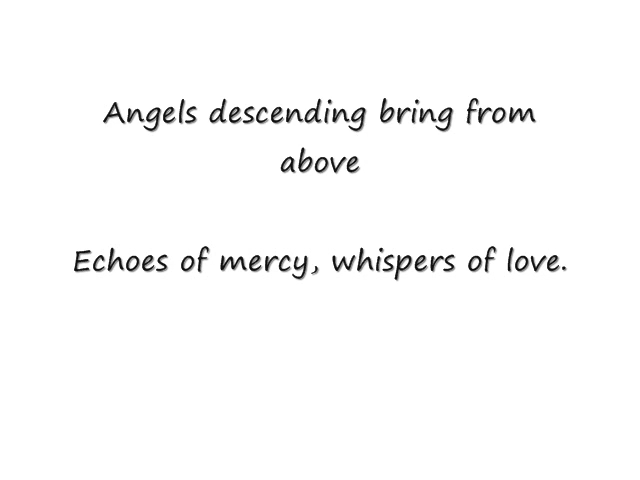 Angels descending bring from
above
Echoes of mercy, whispers of love.